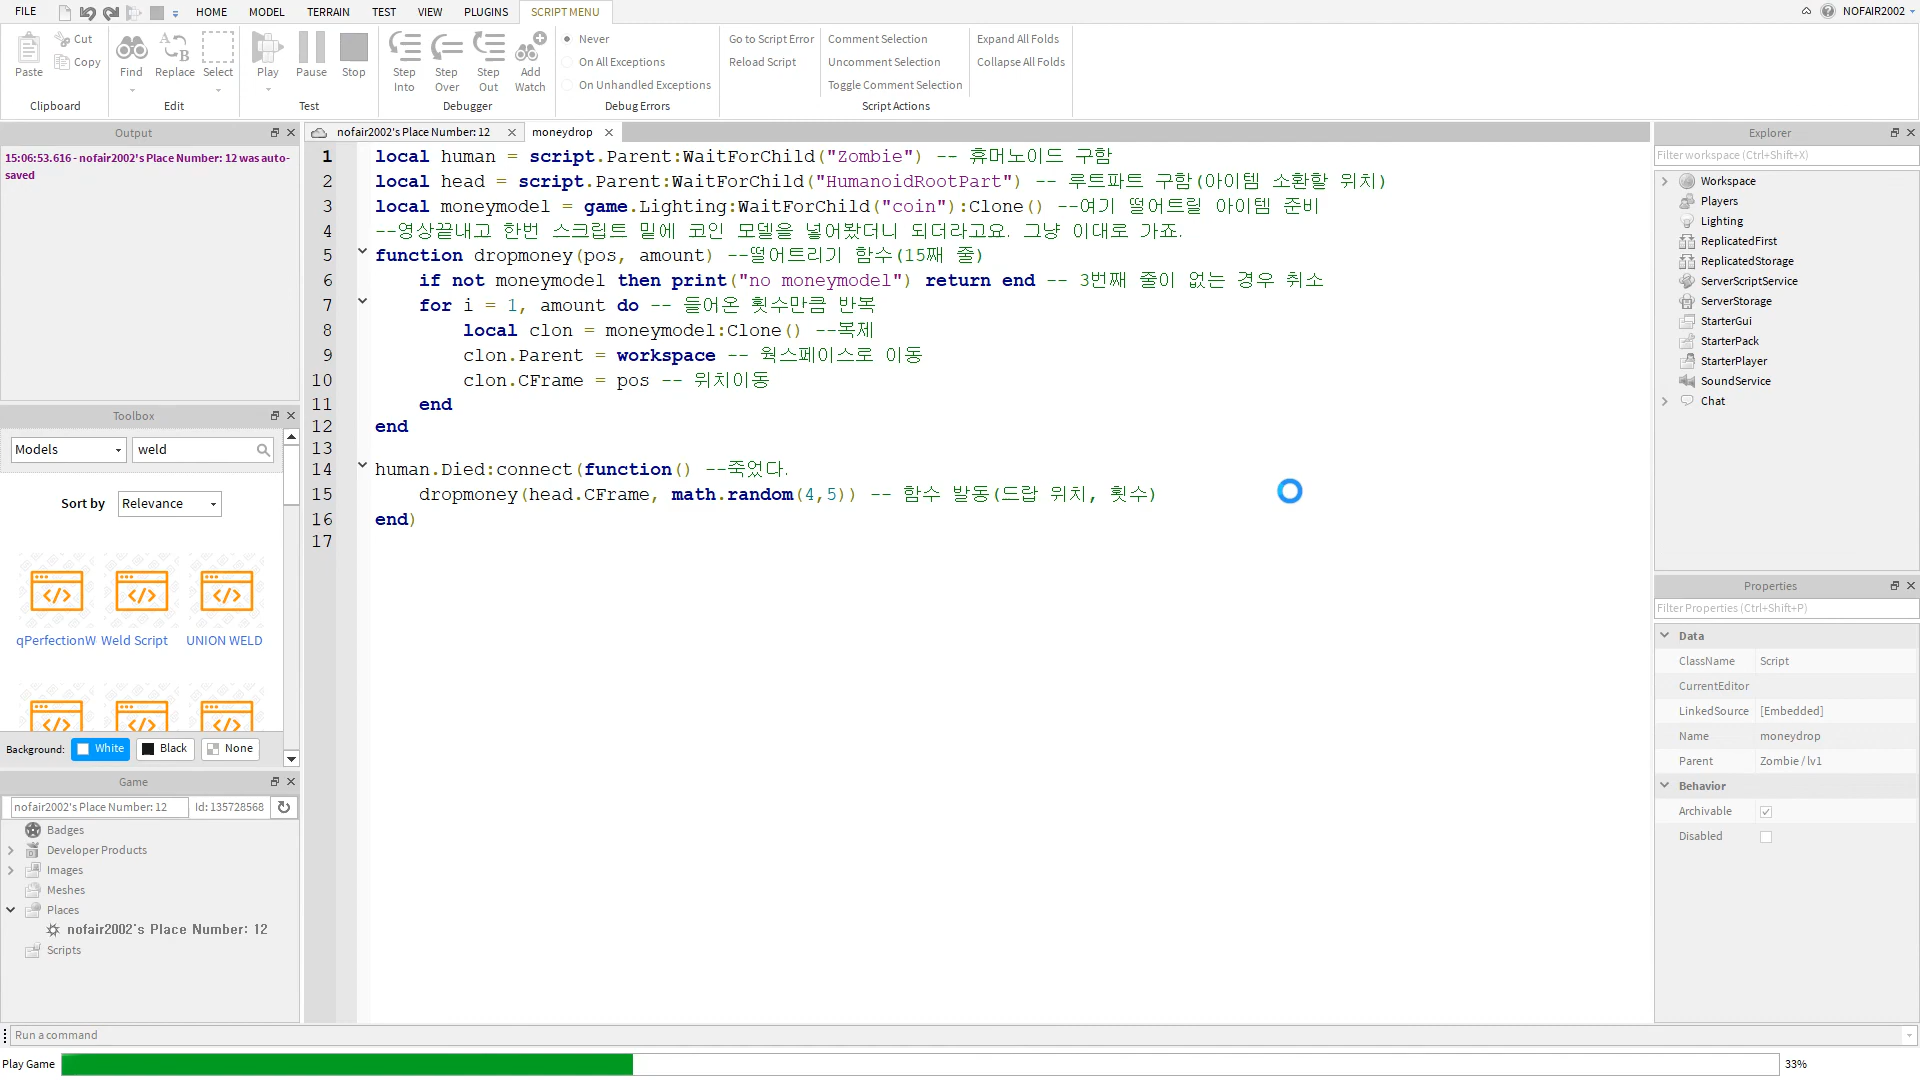 FILE HOME MODEL TERRAIN TEST VIEW PLUGINS SCRIPT MENU NOFAIR2002
Paste Cut Copy Clipboard
Find Replace Select Edit
Play Pause Stop Test
Step Into Step Over Step Out Add Watch Debugger
Never
On All Exceptions
On Unhandled Exceptions
Debug Errors
Go to Script Error
Reload Script
Comment Selection
Uncomment Selection
Toggle Comment Selection
Expand All Folds
Collapse All Folds
Script Actions
Output
15:06:53.616 - nofair2002's Place Number: 12 was auto-
saved
Toolbox
Models weld
Sort by Relevance
qPerfectionW Weld Script UNION WELD
Background: White Black None
Game
nofair2002's Place Number: 12 Id: 135728568
Badges
Developer Products
Images
Meshes
Places
nofair2002's Place Number: 12
Scripts
nofair2002's Place Number: 12 moneydrop
1 local human = script.Parent:WaitForChild("Zombie") -- 휴머노이드 구함
2 local head = script.Parent:WaitForChild("HumanoidRootPart") -- 루트파트 구함(아이템 소환할 위치)
3 local moneymodel = game.Lighting:WaitForChild("coin"):Clone() --여기 떨어트릴 아이템 준비
4 --영상끝내고 한번 스크립트 밑에 코인 모델을 넣어봤더니 되더라고요. 그냥 이대로 가죠.
5 function dropmoney(pos, amount) --떨어트리기 함수(15째 줄)
6 if not moneymodel then print("no moneymodel") return end -- 3번째 줄이 없는 경우 취소
7 for i = 1, amount do -- 들어온 횟수만큼 반복
8 local clon = moneymodel:Clone() --복제
9 clon.Parent = workspace -- 웍스페이스로 이동
10 clon.CFrame = pos -- 위치이동
11 end
12 end
13
14 human.Died:connect(function() --죽었다.
15 dropmoney(head.CFrame, math.random(4,5)) -- 함수 발동(드랍 위치, 횟수)
16 end)
17
Explorer
Filter workspace (Ctrl+Shift+X)
Workspace
Players
Lighting
ReplicatedFirst
ReplicatedStorage
ServerScriptService
ServerStorage
StarterGui
StarterPack
StarterPlayer
SoundService
Chat
Properties
Filter Properties (Ctrl+Shift+P)
Data
ClassName Script
CurrentEditor
LinkedSource [Embedded]
Name moneydrop
Parent Zombie / lv1
Behavior
Archivable
Disabled
Run a command
Play Game 33%